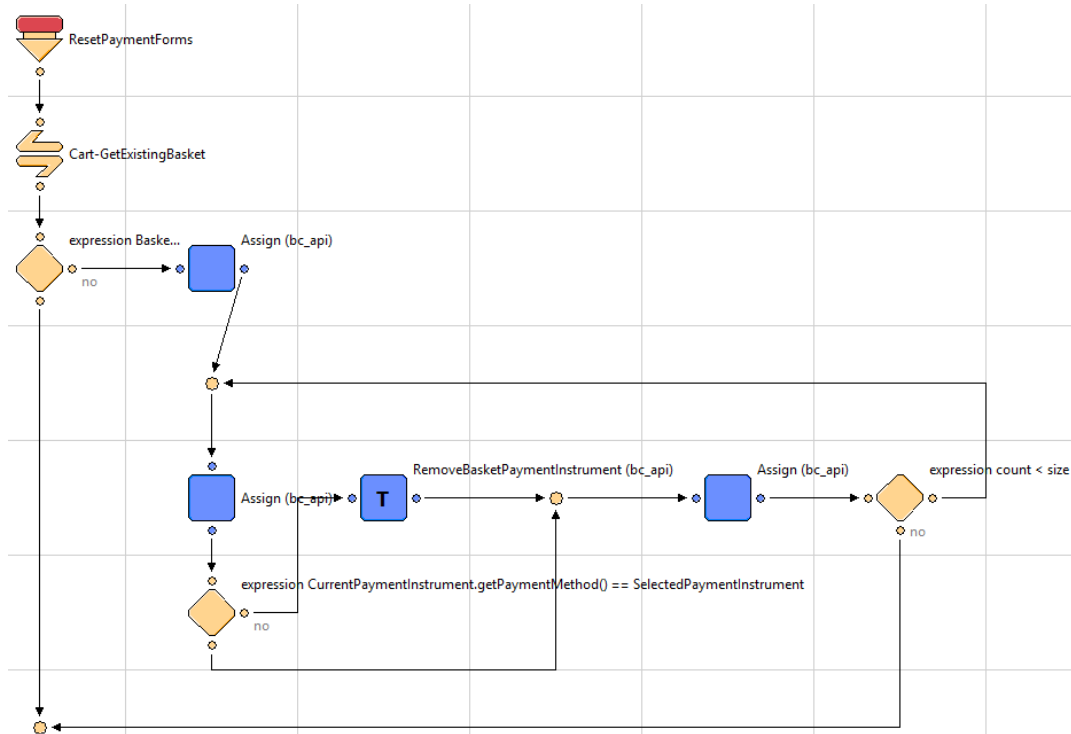 ResetPaymentForms
Cart-GetExistingBasket
expression Baske...
Assign (bc_api)
no
RemoveBasketPaymentInstrument (bc_api)
Assign (bc_api)
expression count < size
Assign (bc_api)
T
no
expression CurrentPaymentInstrument.getPaymentMethod() == SelectedPaymentInstrument
no